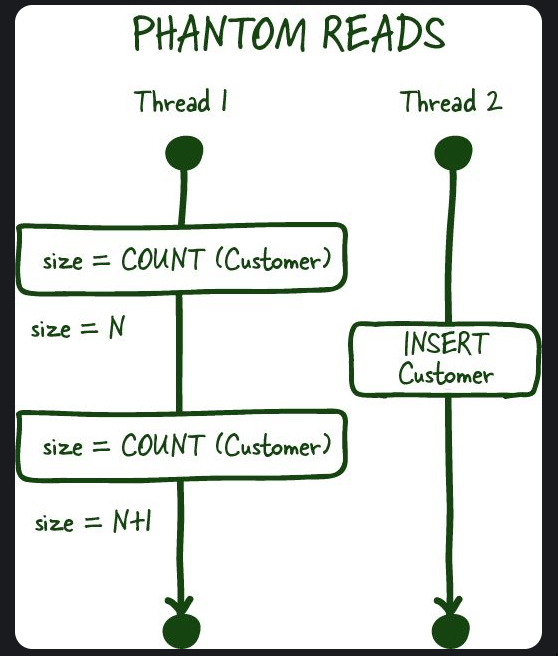 PHANTOM READS
Thread 1
Thread 2
size = COUNT (Customer)
size = N
INSERT
Customer
size = COUNT (Customer)
size = N+1